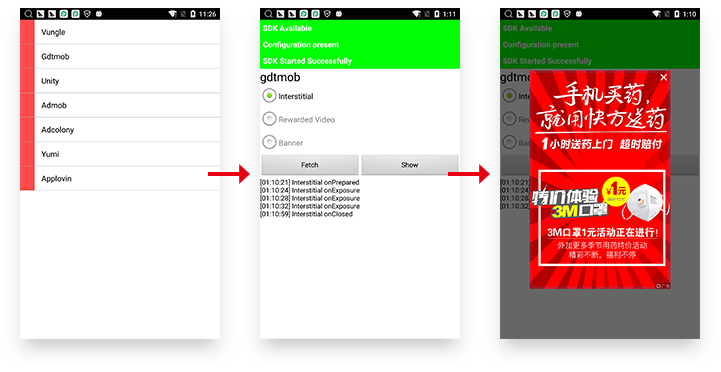 11:26
Vungle
Gdtmob
Unity
Admob
Adcolony
Yumi
Applovin
1:11
SDK Available
Configuration present
SDK Started Successfully
gdtmob
Interstitial
Rewarded Video
Banner
Fetch
Show
[01:10:21] Interstitial onPrepared
[01:10:24] Interstitial onExposure
[01:10:28] Interstitial onExposure
[01:10:32] Interstitial onExposure
[01:10:59] Interstitial onClosed
1:10
SDK Available
Configuration present
SDK Started Successfully
gdtmob
手机买药，
就用快方送药
1小时送药上门 超时赔付
特价体验
¥1元
3M口罩
3M口罩1元活动正在进行!
外加更多季节用药特价活动
精彩不断，福利不停
广告
[01:10:21]
[01:10:24]
[01:10:28]
[01:10:32]